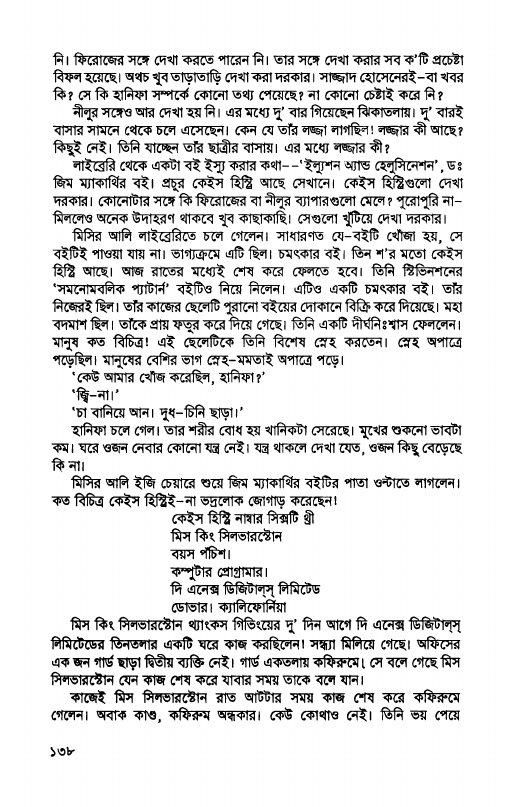 নি। ফিরোজের সঙ্গে দেখা করতে পারেন নি। তার সঙ্গে দেখা করার সব ক'টি প্রচেষ্টা
বিফল হয়েছে। অথচ খুব তাড়াতাড়ি দেখা করা দরকার। সাজ্জাদ হোসেনেরই-বা খবর
কি? সে কি হানিফা সম্পর্কে কোনো তথ্য পেয়েছে? না কোনো চেষ্টাই করে নি?
নীলুর সঙ্গেও আর দেখা হয় নি। এর মধ্যে দু' বার গিয়েছেন ঝিকাতলায়। দু' বারই
বাসার সামনে থেকে চলে এসেছেন। কেন যে তাঁর লজ্জা লাগছিল! লজ্জার কী আছে?
কিছুই নেই। তিনি যাচ্ছেন তাঁর ছাত্রীর বাসায়। এর মধ্যে লজ্জার কী?
লাইব্রেরি থেকে একটা বই ইস্যু করার কথা--'ইল্যুশন অ্যান্ড হেলুসিনেশন', ডঃ
জিম ম্যাকার্থির বই। প্রচুর কেইস হিস্ট্রি আছে সেখানে। কেইস হিস্ট্রিগুলো দেখা
দরকার। কোনোটার সঙ্গে কি ফিরোজের বা নীলুর ব্যাপারগুলো মেলে? পুরোপুরি না-
মিললেও অনেক উদাহরণ থাকবে খুব কাছাকাছি। সেগুলো খুঁটিয়ে দেখা দরকার।
মিসির আলি লাইব্রেরিতে চলে গেলেন। সাধারণত যে-বইটি খোঁজা হয়, সে
বইটিই পাওয়া যায় না। ভাগ্যক্রমে এটি ছিল। চমৎকার বই। তিন শ'র মতো কেইস
হিস্ট্রি আছে। আজ রাতের মধ্যেই শেষ করে ফেলতে হবে। তিনি স্টিভিনশনের
'সমনোমবলিক প্যাটার্ন' বইটিও নিয়ে নিলেন। এটিও একটি চমৎকার বই। তাঁর
নিজেরই ছিল। তাঁর কাজের ছেলেটি পুরানো বইয়ের দোকানে বিক্রি করে দিয়েছে। মহা
বদমাশ ছিল। তাঁকে প্রায় ফতুর করে দিয়ে গেছে। তিনি একটি দীর্ঘনিঃশ্বাস ফেললেন।
মানুষ কত বিচিত্র! এই ছেলেটিকে তিনি বিশেষ স্নেহ করতেন। স্নেহ অপাত্রে
পড়েছিল। মানুষের বেশির ভাগ স্নেহ-মমতাই অপাত্রে পড়ে।
'কেউ আমার খোঁজ করেছিল, হানিফা?'
'জ্বি-না।'
'চা বানিয়ে আন। দুধ-চিনি ছাড়া।'
হানিফা চলে গেল। তার শরীর বোধ হয় খানিকটা সেরেছে। মুখের শুকনো ভাবটা
কম। ঘরে ওজন নেবার কোনো যন্ত্র নেই। যন্ত্র থাকলে দেখা যেত, ওজন কিছু বেড়েছে
কি না।
মিসির আলি ইজি চেয়ারে শুয়ে জিম ম্যাকার্থির বইটির পাতা ওল্টাতে লাগলেন।
কত বিচিত্র কেইস হিস্ট্রিই-না ভদ্রলোক জোগাড় করেছেন!
কেইস হিস্ট্রি নাম্বার সিক্সটি থ্রী
মিস কিং সিলভারস্টোন
বয়স পঁচিশ।
কম্পুটার প্রোগ্রামার।
দি এনেক্স ডিজিটাল্‌স্ লিমিটেড
ডোভার। ক্যালিফোর্নিয়া
মিস কিং সিলভারস্টোন থ্যাংকস গিভিংয়ের দু' দিন আগে দি এনেক্স ডিজিটাল্‌স্
লিমিটেডের তিনতলার একটি ঘরে কাজ করছিলেন! সন্ধ্যা মিলিয়ে গেছে। অফিসের
এক জন গার্ড ছাড়া দ্বিতীয় ব্যক্তি নেই। গার্ড একতলায় কফিরুমে। সে বলে গেছে মিস
সিলভারস্টোন যেন কাজ শেষ করে যাবার সময় তাকে বলে যান।
কাজেই মিস সিলভারস্টোন রাত আটটার সময় কাজ শেষ করে কফিরুমে
গেলেন। অবাক কাণ্ড, কফিরুম অন্ধকার। কেউ কোথাও নেই। তিনি ভয় পেয়ে
১৩৮